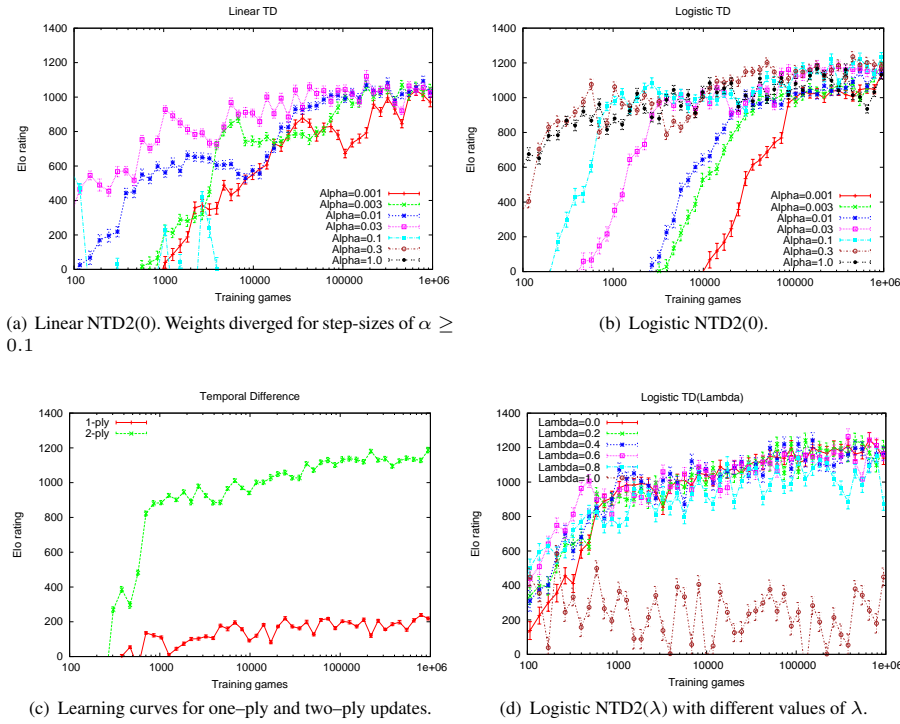 Linear TD
1400
1200
1000
800
600
400
200
0
Elo rating
100 1000 10000 100000 1e+06
Training games
Alpha=0.001
Alpha=0.003
Alpha=0.01
Alpha=0.03
Alpha=0.1
Alpha=0.3
Alpha=1.0
(a) Linear NTD2(0). Weights diverged for step-sizes of α ≥
0.1
Logistic TD
1400
1200
1000
800
600
400
200
0
Elo rating
100 1000 10000 100000 1e+06
Training games
Alpha=0.001
Alpha=0.003
Alpha=0.01
Alpha=0.03
Alpha=0.1
Alpha=0.3
Alpha=1.0
(b) Logistic NTD2(0).
Temporal Difference
1400
1200
1000
800
600
400
200
0
Elo rating
100 1000 10000 100000 1e+06
Training games
1-ply
2-ply
(c) Learning curves for one–ply and two–ply updates.
Logistic TD(Lambda)
1400
1200
1000
800
600
400
200
0
Elo rating
100 1000 10000 100000 1e+06
Training games
Lambda=0.0
Lambda=0.2
Lambda=0.4
Lambda=0.6
Lambda=0.8
Lambda=1.0
(d) Logistic NTD2(λ) with different values of λ.